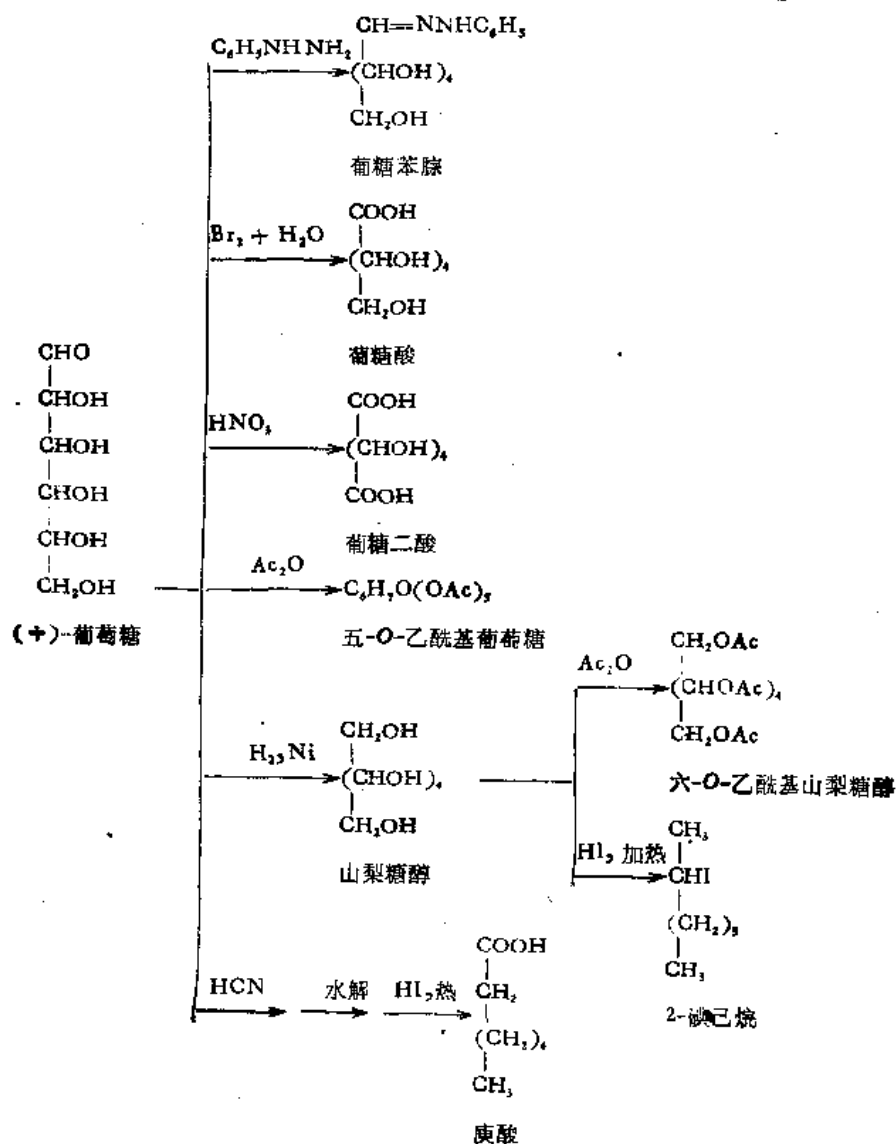 CH=NNHC₆H₅
C₆H₅NHNH₂
(CHOH)₄
CH₂OH
葡糖苯腙
COOH
Br₂ + H₂O
(CHOH)₄
CH₂OH
葡糖酸
CHO
CHOH
CHOH
CHOH
CHOH
CH₂OH
(+)-葡萄糖
COOH
HNO₃
(CHOH)₄
COOH
葡糖二酸
Ac₂O
C₆H₇O(OAc)₅
五-O-乙酰基葡萄糖
CH₂OH
H₂,Ni
(CHOH)₄
CH₂OH
山梨糖醇
CH₂OAc
Ac₂O
(CHOAc)₄
CH₂OAc
六-O-乙酰基山梨糖醇
CH₃
HI,加热
CHI
(CH₂)₃
CH₃
2-碘己烷
COOH
HCN
水解
HI,热
CH₂
(CH₂)₄
CH₃
庚酸